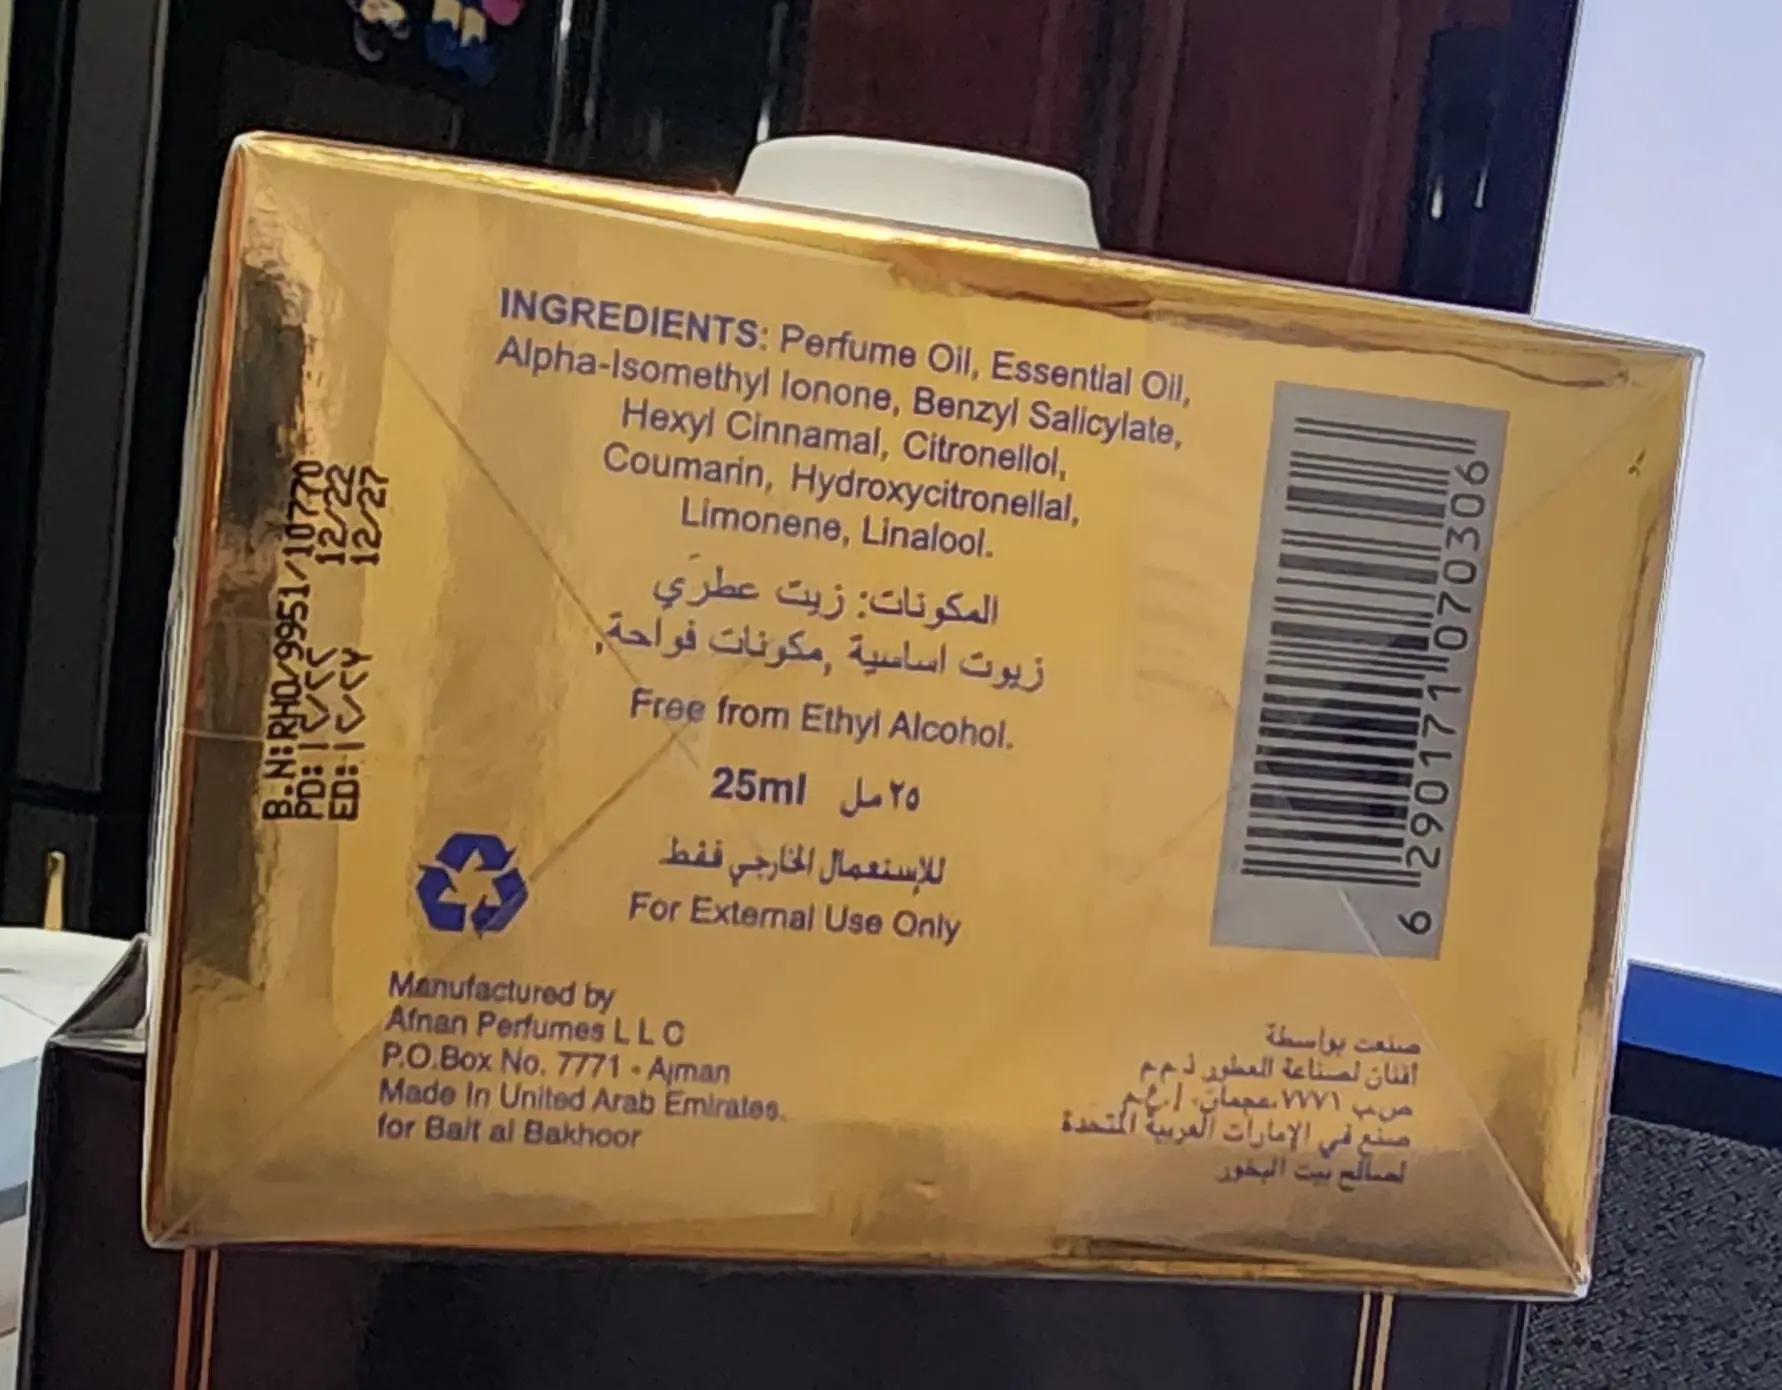 INGREDIENTS: Perfume Oil, Essential Oil,
Alpha-Isomethyl Ionone, Benzyl Salicylate,
Hexyl Cinnamal, Citronellol,
Coumarin, Hydroxycitronellal,
Limonene, Linalool.
المكونات: زيت عطري
زيوت اساسية ,مكونات فواحة,
Free from Ethyl Alcohol.
25ml ٢٥ مل
للإستعمال الخارجي فقط
For External Use Only
Manufactured by
Afnan Perfumes L L C
P.O.Box No. 7771 - Ajman
Made In United Arab Emirates.
for Bait al Bakhoor
صنعت بواسطة
أفنان لصناعة العطور ذ.م.م
ص.ب ٧٧٧١ عجمان، إ.ع.م
صنع في الإمارات العربية المتحدة
لصالح بيت البخور
B.N:RHO/9951/10770
PD: 12/22
ED: 12/27
6 290171 070306